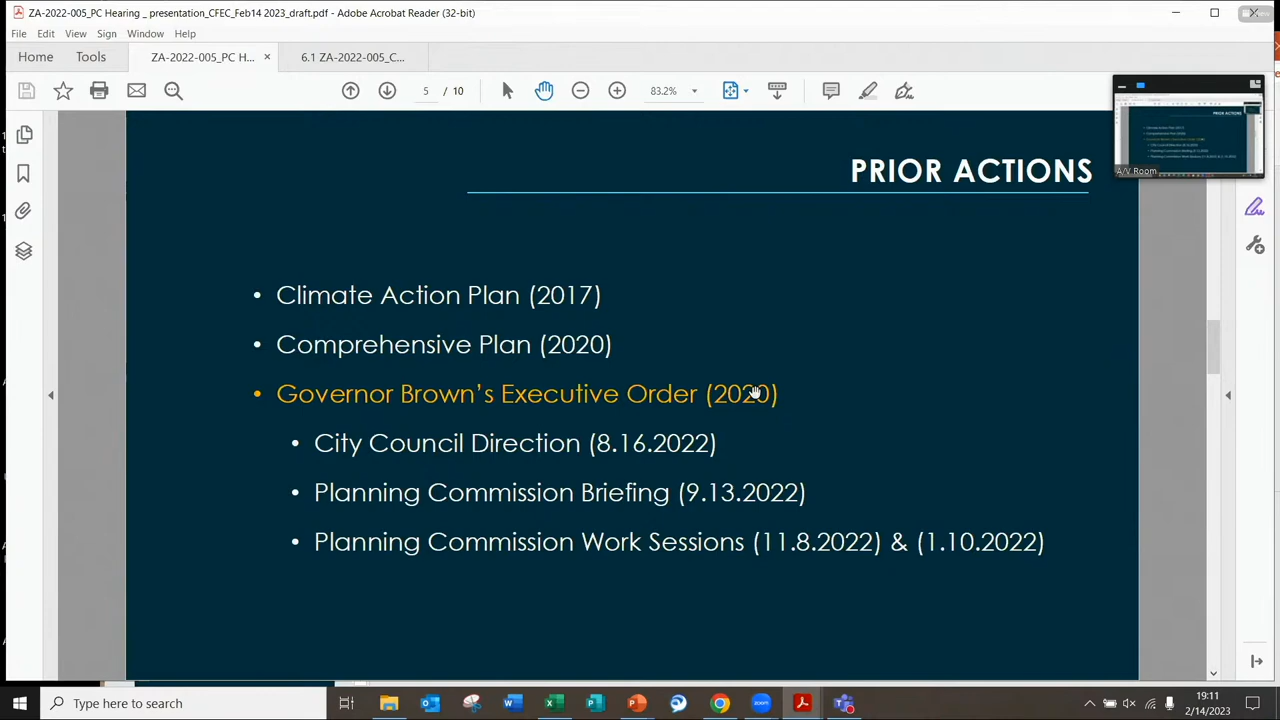 ZA-2022-005_PC Hearing _ presentation_CFEC_Feb14 2023_draft.pdf - Adobe Acrobat Reader (32-bit)
File Edit View Sign Window Help
Home Tools ZA-2022-005_PC H... × 6.1 ZA-2022-005_C...
5 10 83.2%
PRIOR ACTIONS
A/V Room
• Climate Action Plan (2017)
• Comprehensive Plan (2020)
• Governor Brown’s Executive Order (2020)
• City Council Direction (8.16.2022)
• Planning Commission Briefing (9.13.2022)
• Planning Commission Work Sessions (11.8.2022) & (1.10.2022)
Type here to search
19:11
2/14/2023